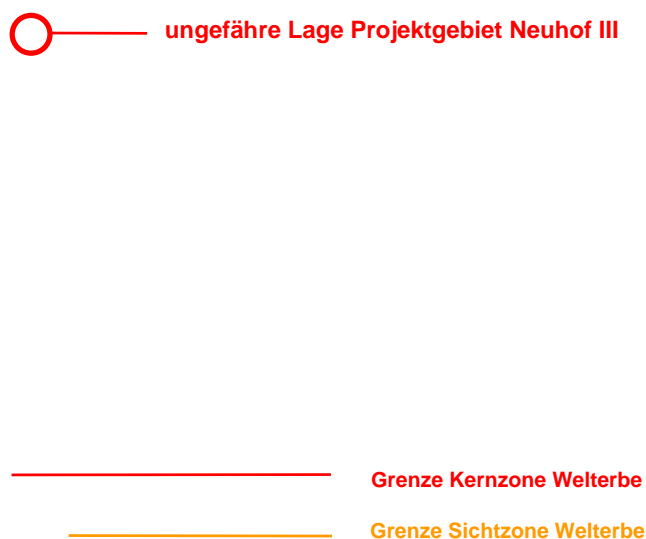 ungefähre Lage Projektgebiet Neuhof III
Grenze Kernzone Welterbe
Grenze Sichtzone Welterbe